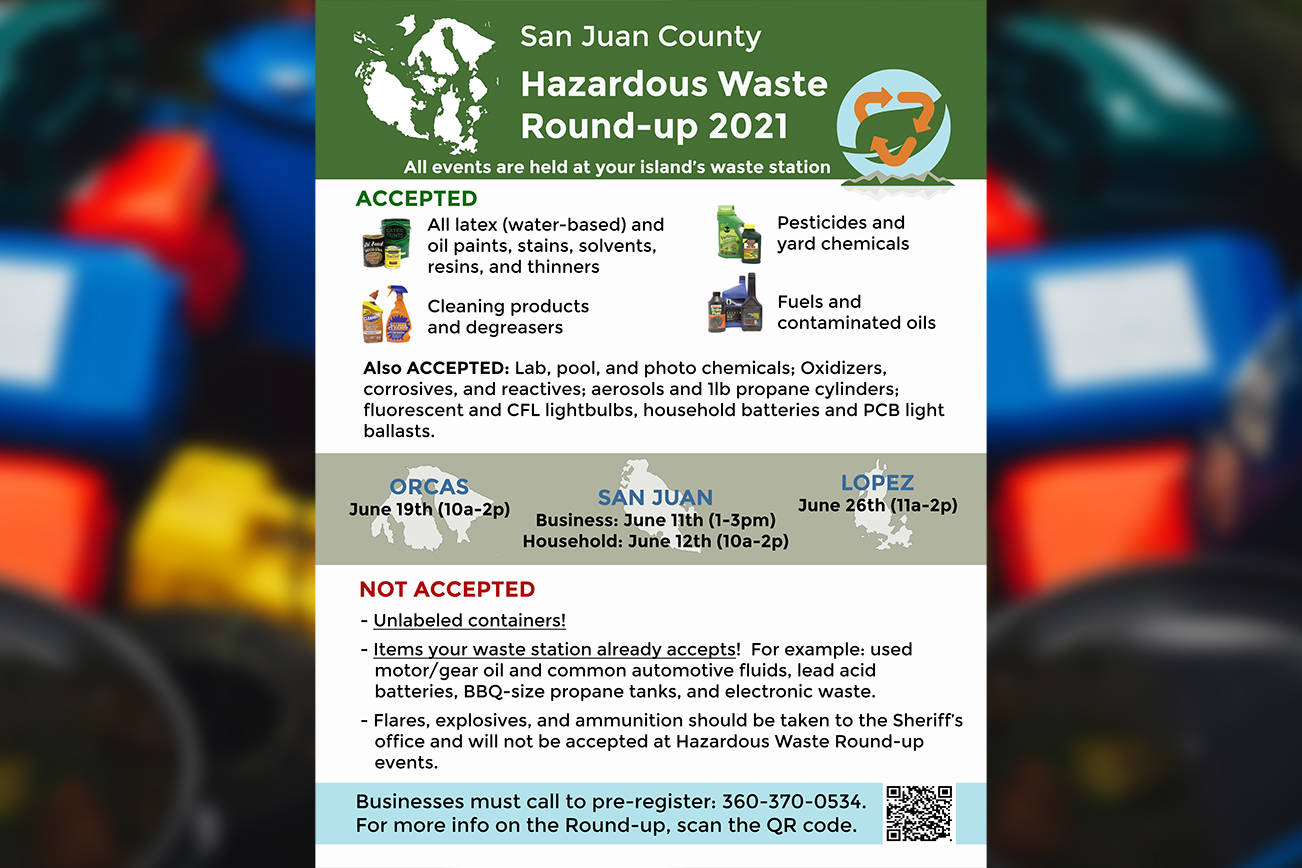 San Juan County
Hazardous Waste
Round-up 2021
All events are held at your island's waste station
ACCEPTED
All latex (water-based) and
oil paints, stains, solvents,
resins, and thinners
Pesticides and
yard chemicals
Cleaning products
and degreasers
Fuels and
contaminated oils
Also ACCEPTED: Lab, pool, and photo chemicals; Oxidizers,
corrosives, and reactives; aerosols and 1lb propane cylinders;
fluorescent and CFL lightbulbs, household batteries and PCB light
ballasts.
ORCAS
June 19th (10a-2p)
SAN JUAN
Business: June 11th (1-3pm)
Household: June 12th (10a-2p)
LOPEZ
June 26th (11a-2p)
NOT ACCEPTED
- Unlabeled containers!
- Items your waste station already accepts!  For example: used
motor/gear oil and common automotive fluids, lead acid
batteries, BBQ-size propane tanks, and electronic waste.
- Flares, explosives, and ammunition should be taken to the Sheriff's
office and will not be accepted at Hazardous Waste Round-up
events.
Businesses must call to pre-register: 360-370-0534.
For more info on the Round-up, scan the QR code.